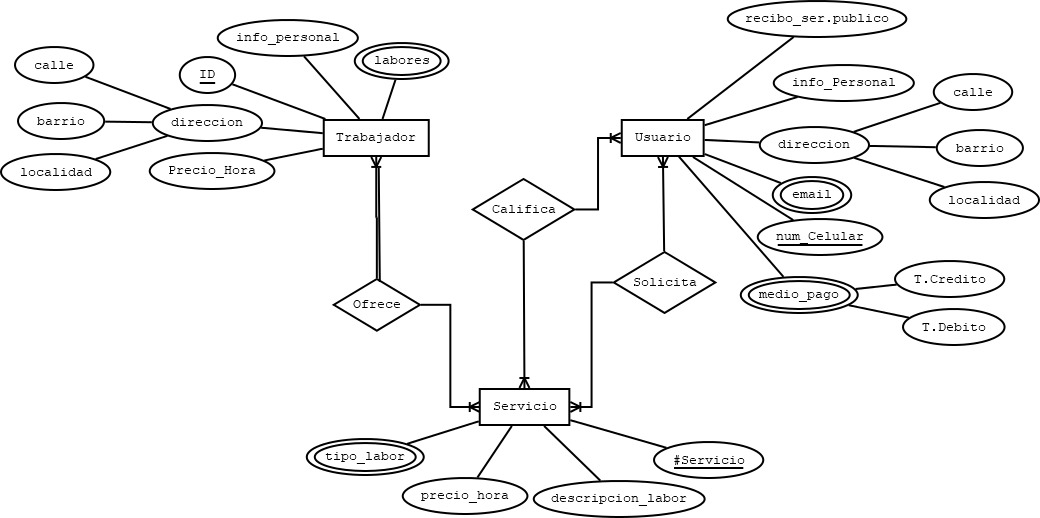 recibo_ser.publico
info_personal
labores
calle
ID
info_Personal
calle
barrio
direccion
Trabajador
Usuario
direccion
barrio
localidad
Precio_Hora
email
localidad
Califica
num_Celular
Ofrece
Solicita
medio_pago
T.Credito
T.Debito
Servicio
tipo_labor
#Servicio
precio_hora
descripcion_labor